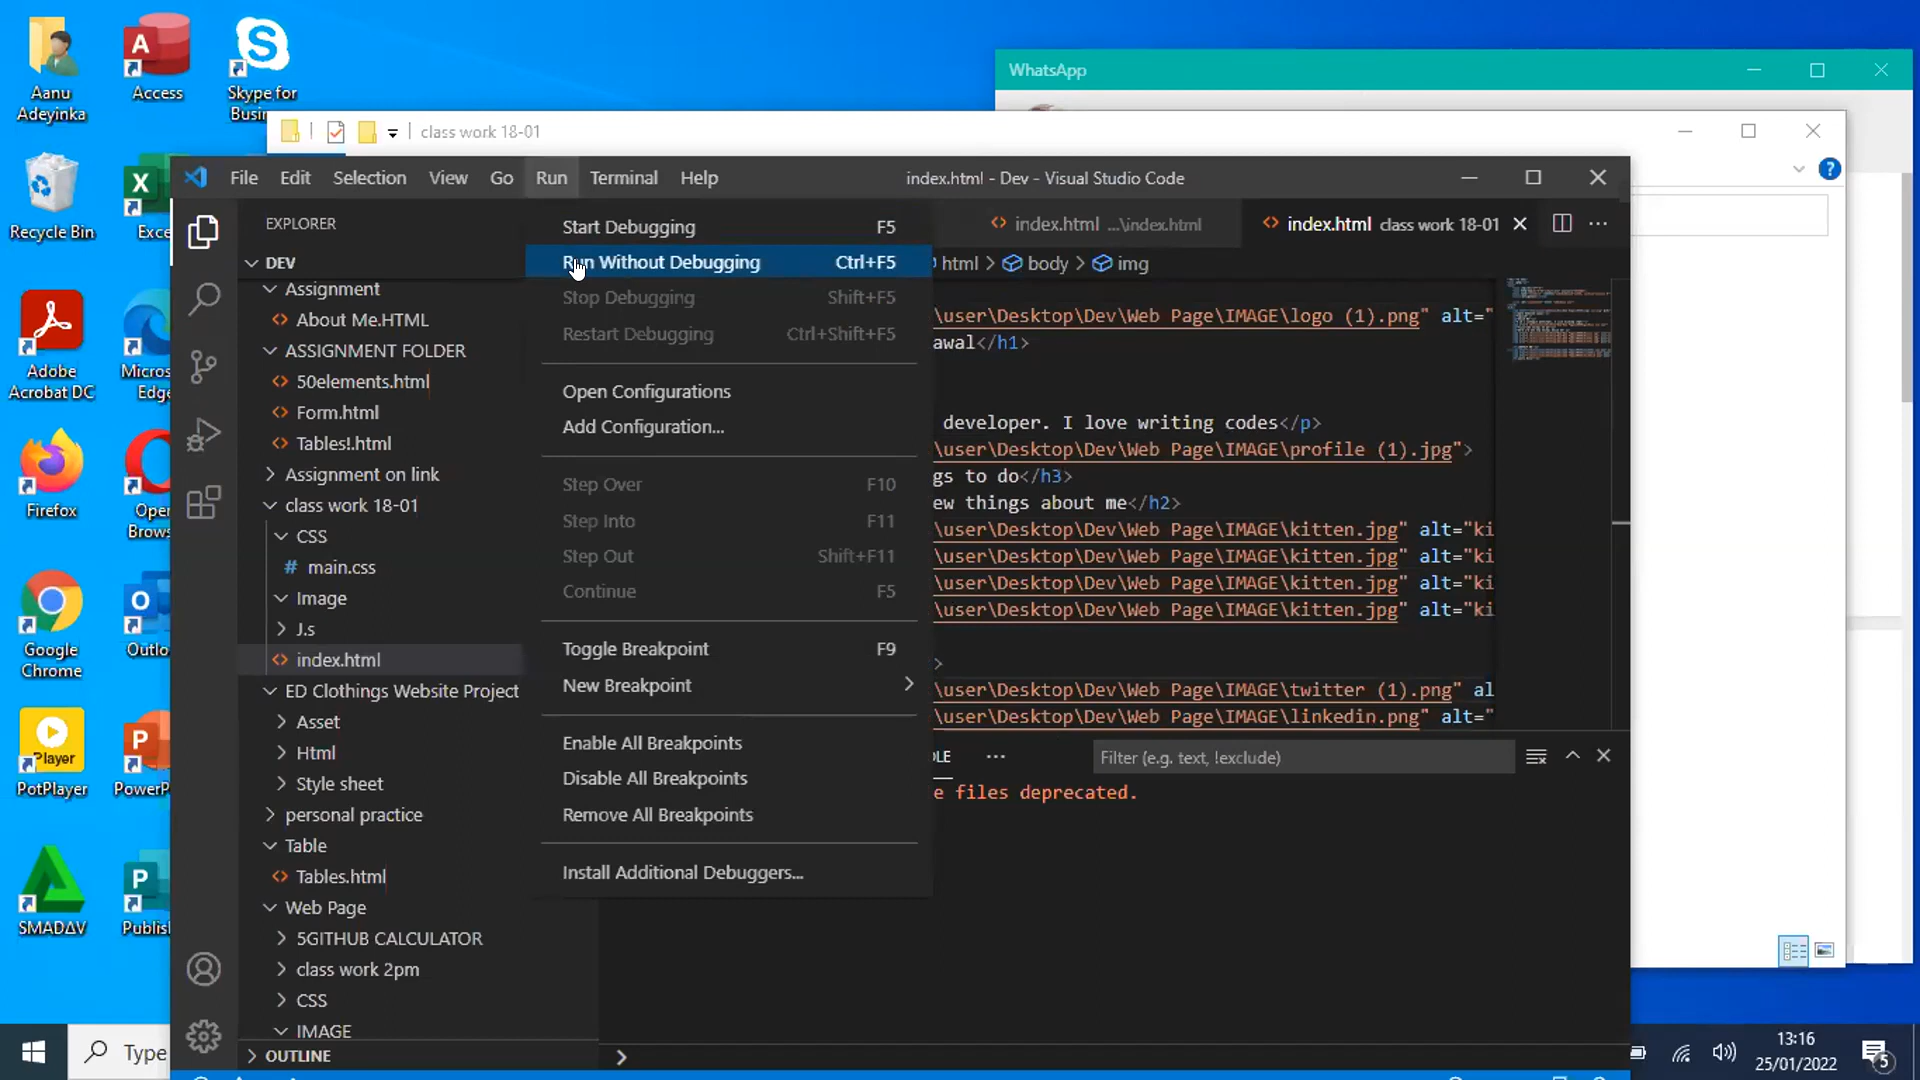 Aanu
Adeyinka
Access
Skype for
Busin
Recycle Bin
Exce
Adobe
Acrobat DC
Micros
Edg
Firefox
Oper
Brows
Google
Chrome
Outlo
PotPlayer
PowerP
SMADAV
Publish
WhatsApp
class work 18-01
File Edit Selection View Go Run Terminal Help
index.html - Dev - Visual Studio Code
EXPLORER
DEV
Assignment
About Me.HTML
ASSIGNMENT FOLDER
50elements.html
Form.html
Tables!.html
Assignment on link
class work 18-01
CSS
# main.css
Image
J.s
index.html
ED Clothings Website Project
Asset
Html
Style sheet
personal practice
Table
Tables.html
Web Page
5GITHUB CALCULATOR
class work 2pm
CSS
IMAGE
OUTLINE
Start Debugging F5
Run Without Debugging Ctrl+F5
Stop Debugging Shift+F5
Restart Debugging Ctrl+Shift+F5
Open Configurations
Add Configuration...
Step Over F10
Step Into F11
Step Out Shift+F11
Continue F5
Toggle Breakpoint F9
New Breakpoint
Enable All Breakpoints
Disable All Breakpoints
Remove All Breakpoints
Install Additional Debuggers...
index.html ...\index.html
index.html class work 18-01
html > body > img
\user\Desktop\Dev\Web Page\IMAGE\logo (1).png" alt="
awal</h1>
developer. I love writing codes</p>
\user\Desktop\Dev\Web Page\IMAGE\profile (1).jpg">
gs to do</h3>
ew things about me</h2>
\user\Desktop\Dev\Web Page\IMAGE\kitten.jpg" alt="ki
\user\Desktop\Dev\Web Page\IMAGE\kitten.jpg" alt="ki
\user\Desktop\Dev\Web Page\IMAGE\kitten.jpg" alt="ki
\user\Desktop\Dev\Web Page\IMAGE\kitten.jpg" alt="ki
>
\user\Desktop\Dev\Web Page\IMAGE\twitter (1).png" al
\user\Desktop\Dev\Web Page\IMAGE\linkedin.png" alt="
DLE
Filter (e.g. text, !exclude)
e files deprecated.
Type
13:16
25/01/2022
5